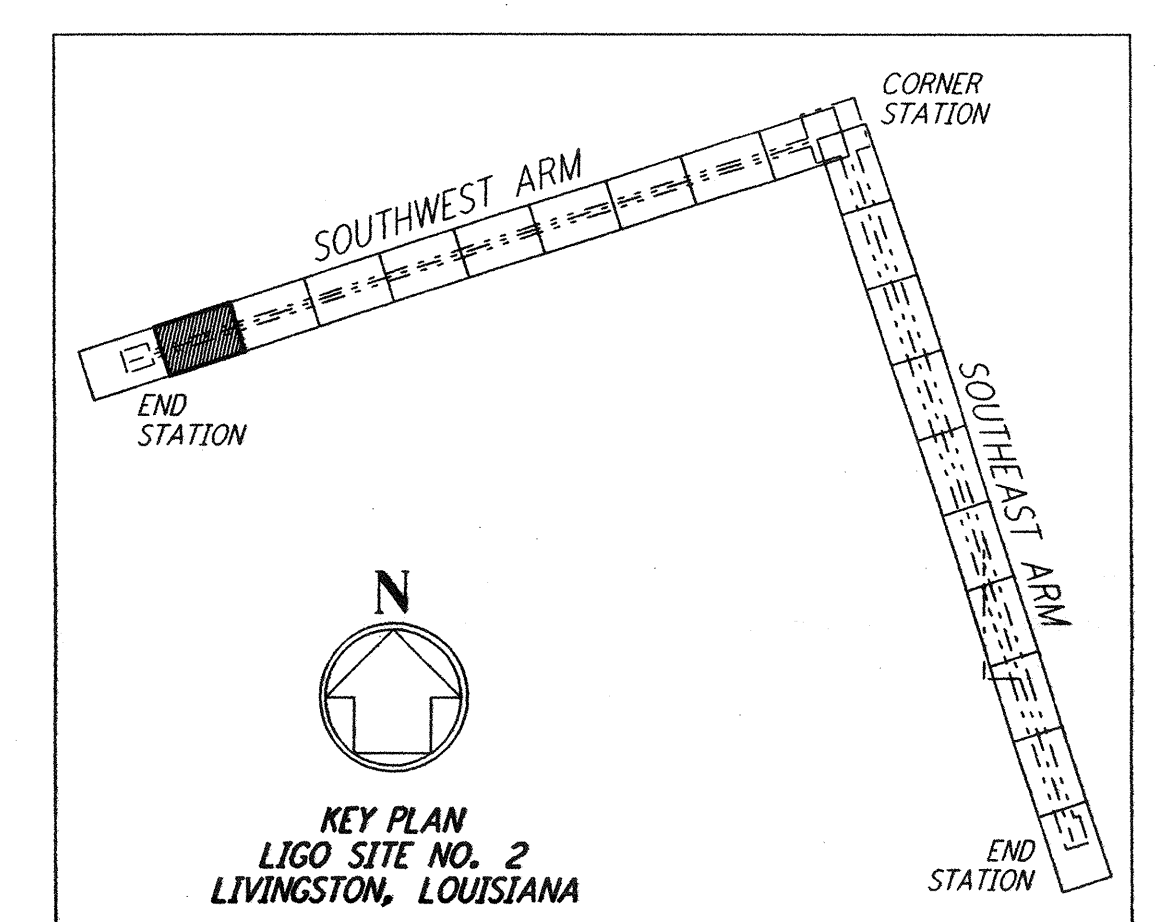 CORNER
STATION
SOUTHWEST ARM
END
STATION
SOUTHEAST ARM
N
KEY PLAN
LIGO SITE NO. 2
LIVINGSTON, LOUISIANA
END
STATION